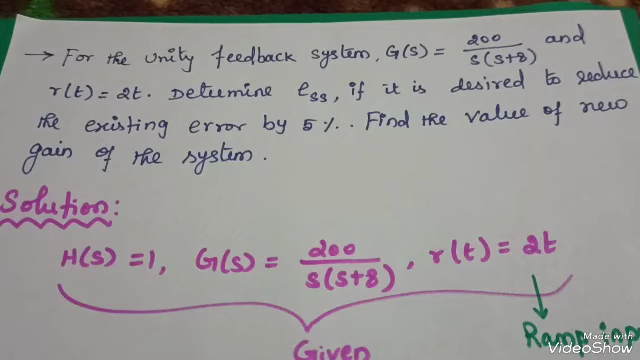 → For the unity feedback system, G(s) = 200 / s(s+8) and
r(t) = 2t. Determine ess, if it is desired to reduce
the existing error by 5%. Find the value of new
gain of the system.
Solution:
H(s) = 1, G(s) = 200 / s(s+8), r(t) = 2t
Given
Made with
VideoShow